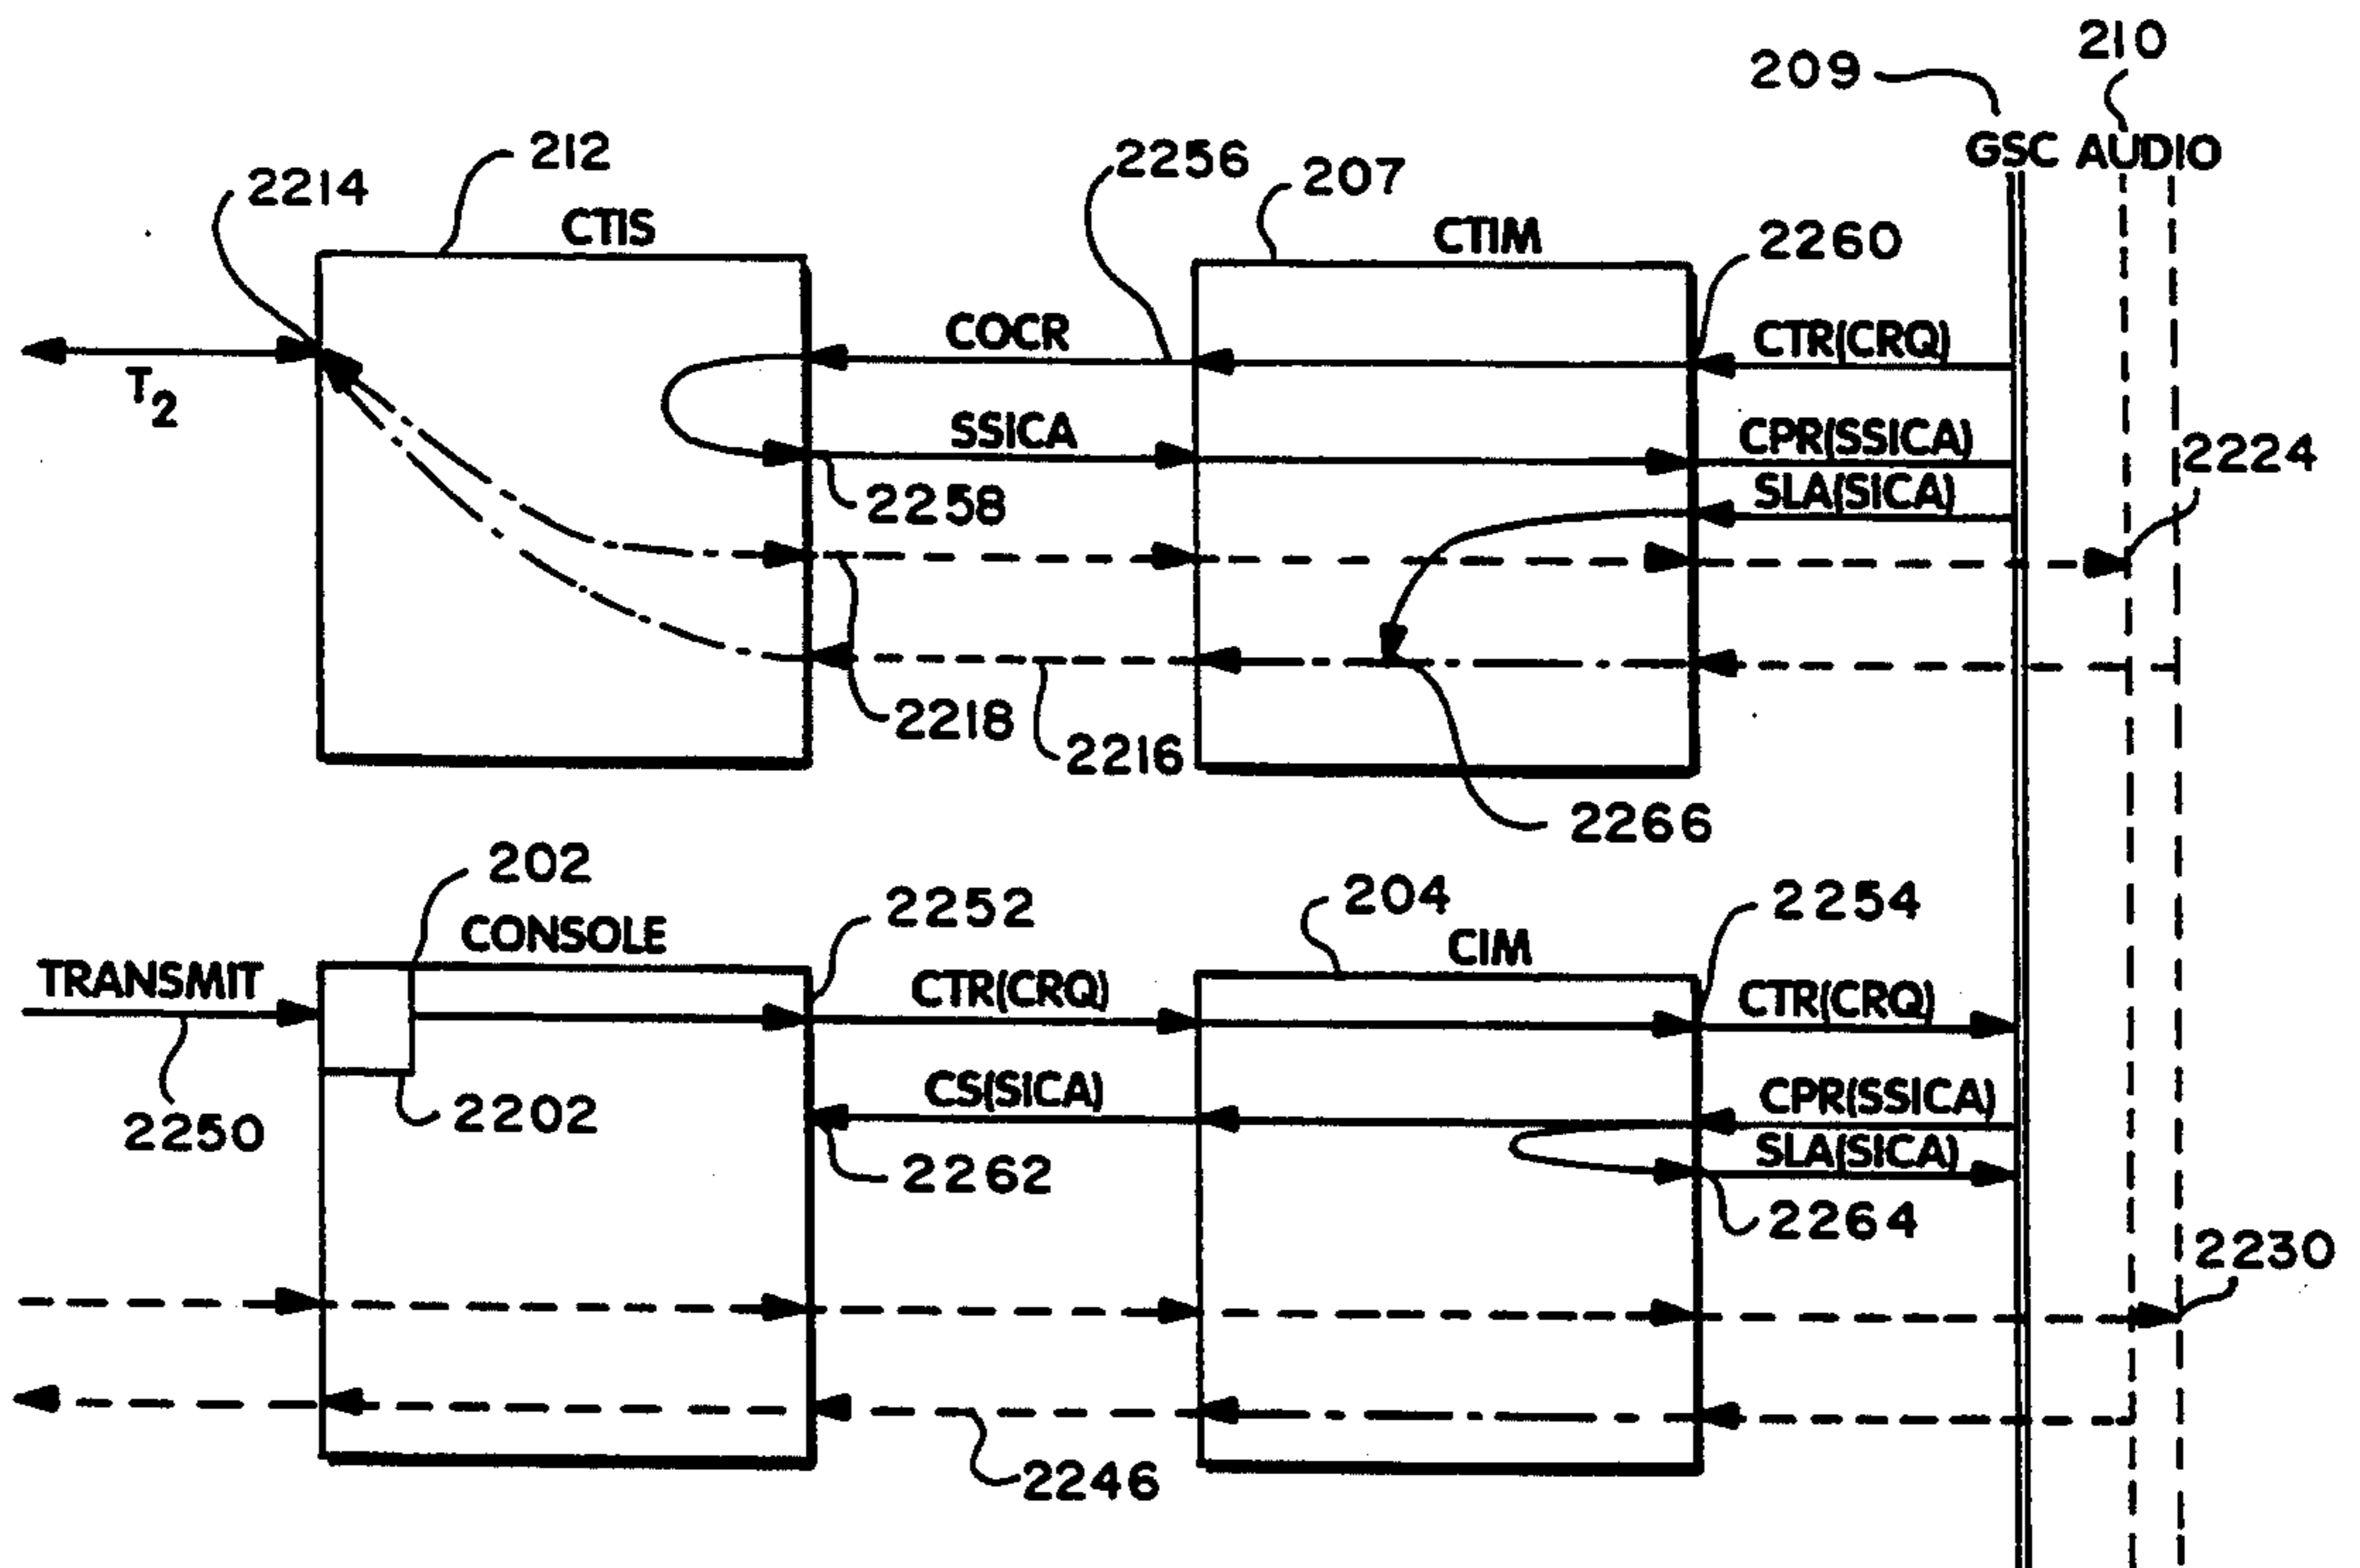 210
209
GSC AUDIO
212
2214
2256
207
CTIS
CTIM
2260
COCR
CTR(CRQ)
T2
SSICA
CPR(SSICA)
2224
2258
SLA(SICA)
2218
2216
2266
202
2252
204
2254
CONSOLE
CIM
TRANSMIT
CTR(CRQ)
CTR(CRQ)
2250
2202
CS(SICA)
CPR(SSICA)
2262
SLA(SICA)
2264
2230
2246